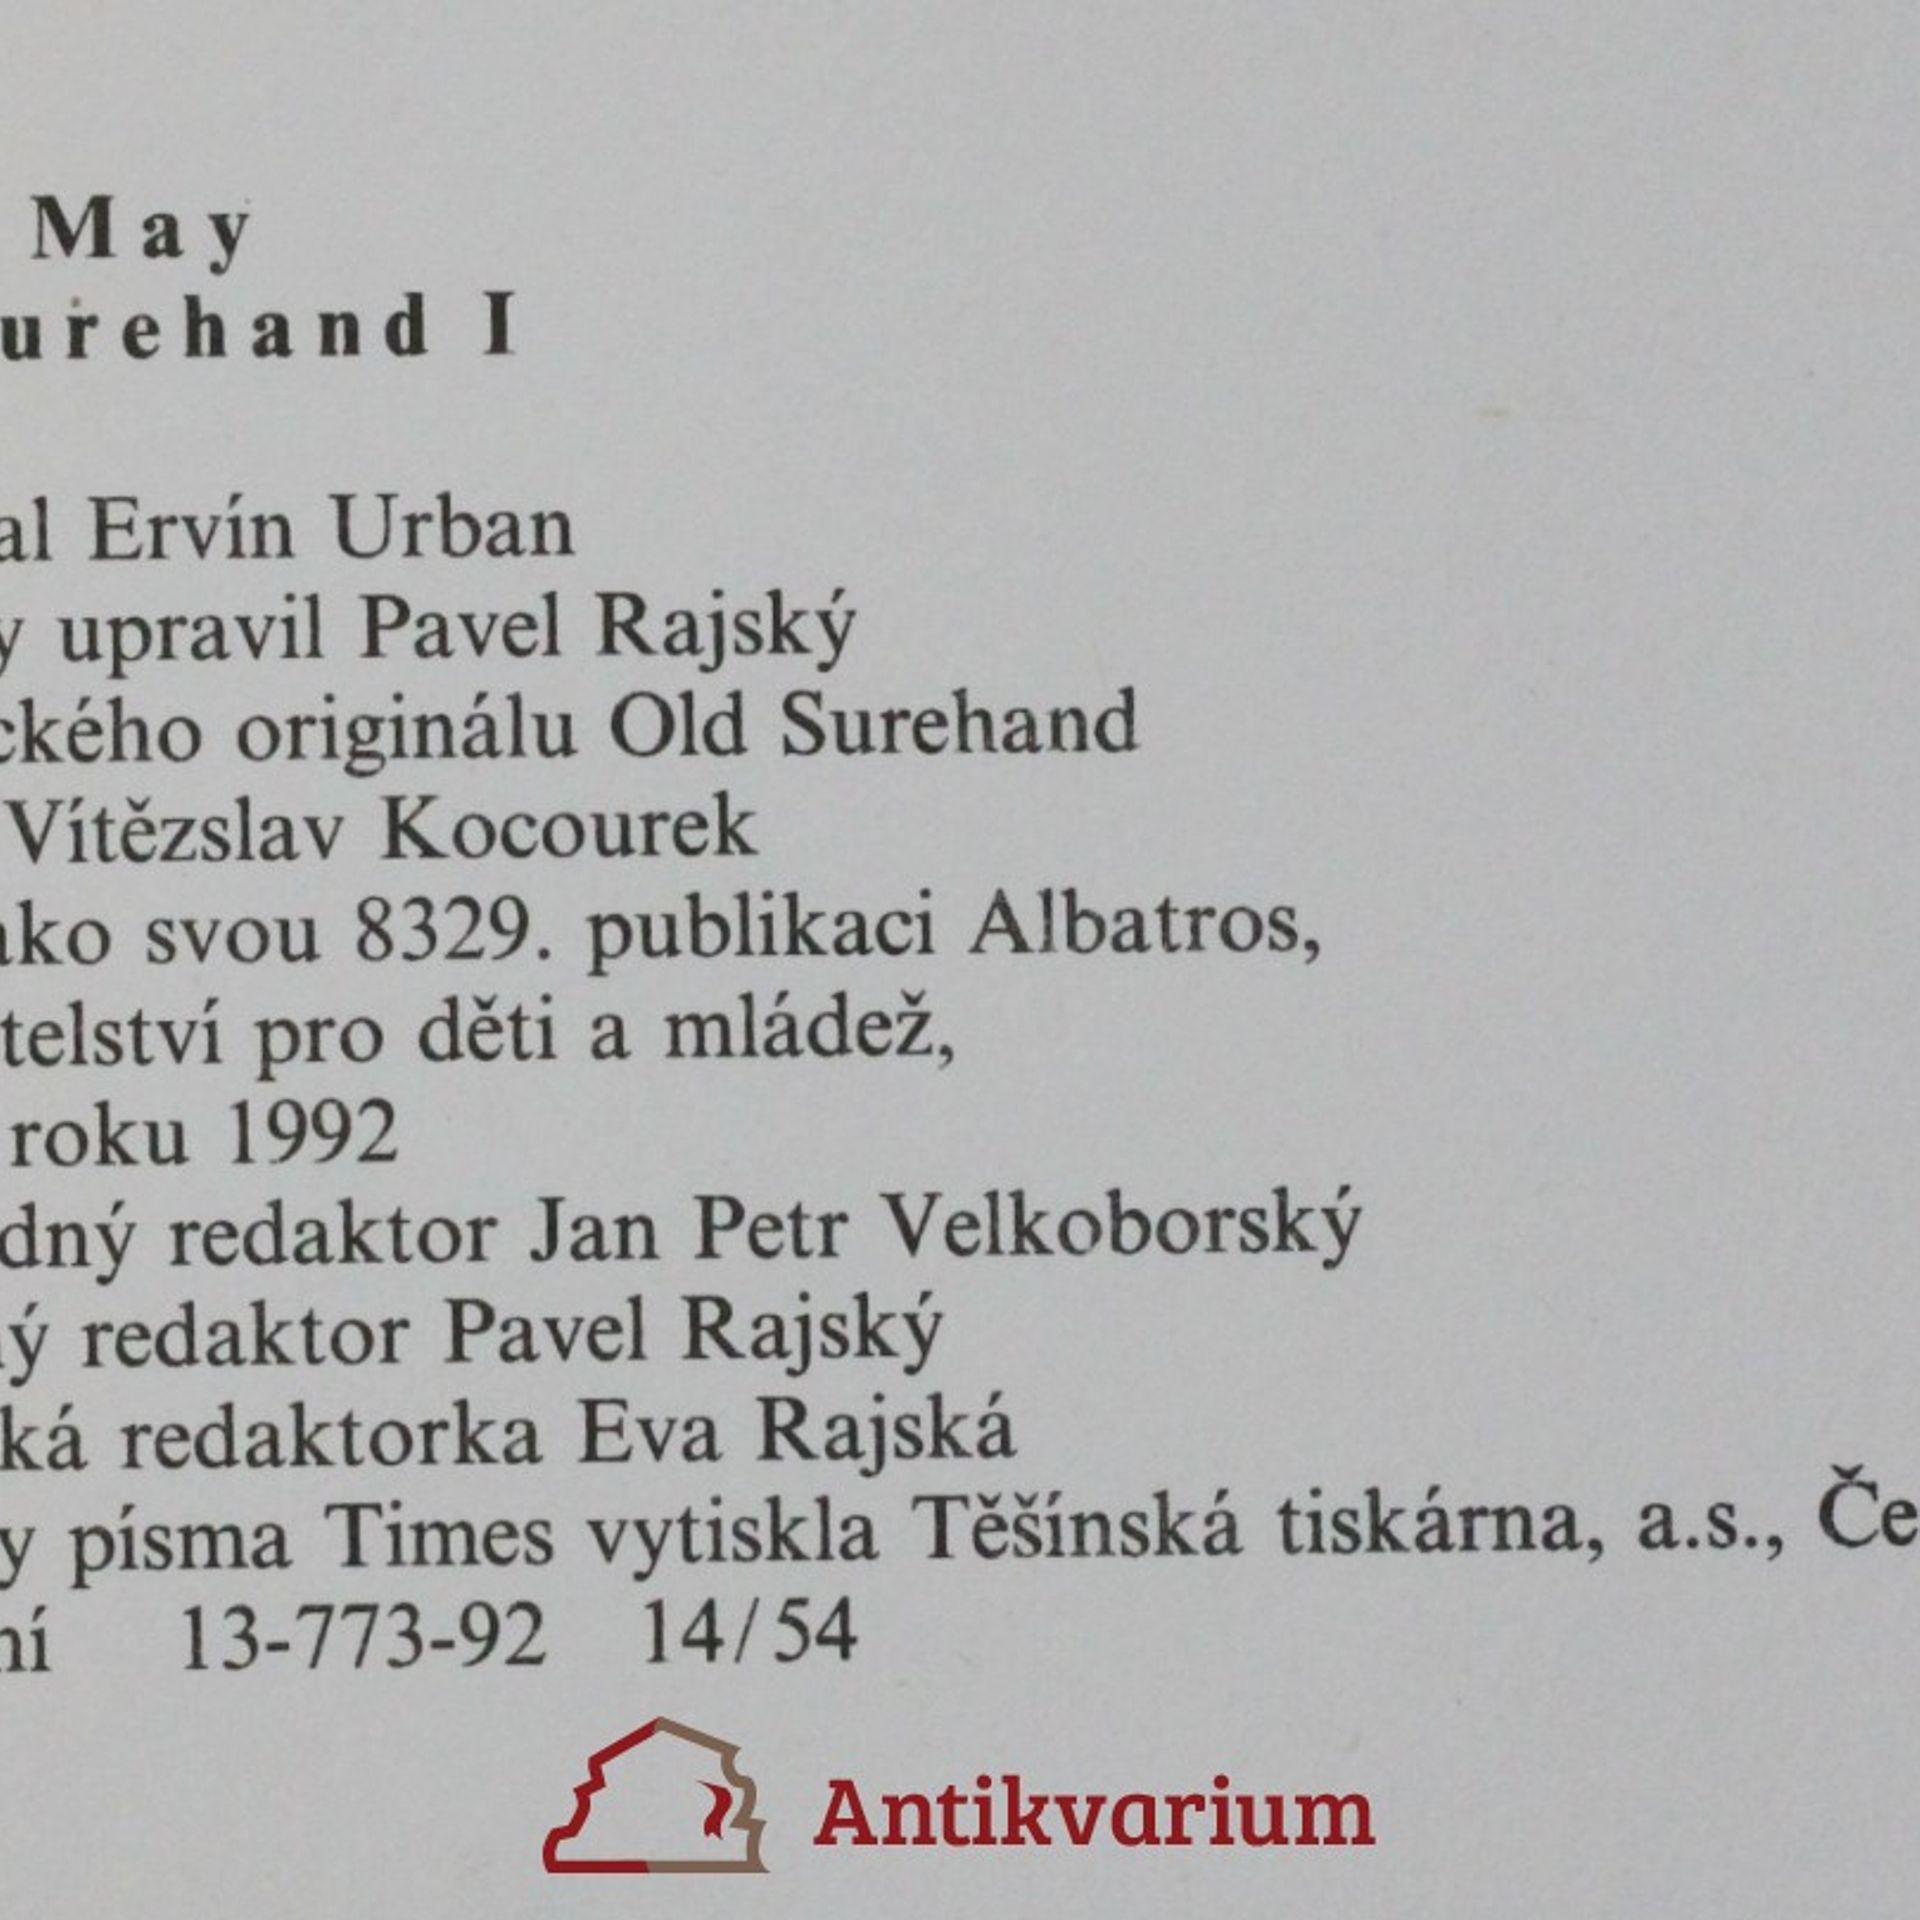 May
urehand I
al Ervín Urban
y upravil Pavel Rajský
ckého originálu Old Surehand
Vítězslav Kocourek
ako svou 8329. publikaci Albatros,
telství pro děti a mládež,
roku 1992
dný redaktor Jan Petr Velkoborský
ný redaktor Pavel Rajský
ká redaktorka Eva Rajská
y písma Times vytiskla Těšínská tiskárna, a.s., Če
ní 13-773-92 14/54
Antikvarium